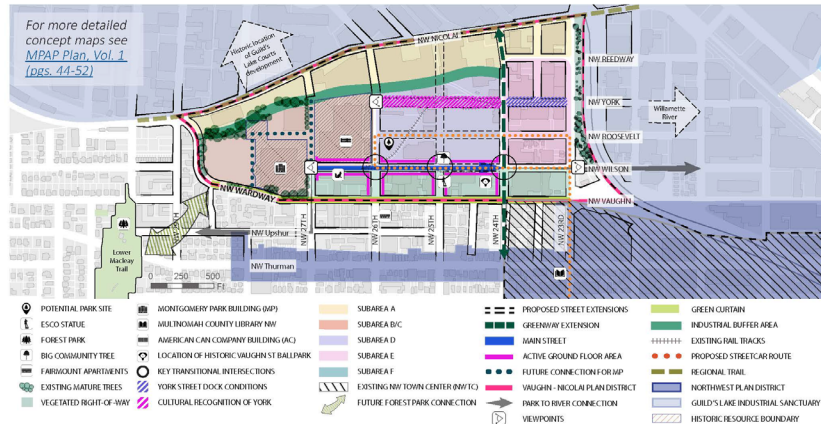 For more detailed
concept maps see
MPAP Plan, Vol. 1
(pgs. 44-52)
Historic location
of Guild's
Lake Courts
development
NW NICOLAI
NW REEDWAY
NW YORK
Willamette
River
NW ROOSEVELT
NW WILSON
NW WARDWAY
NW VAUGHN
NW 27TH
NW 26TH
NW 25TH
NW 24TH
NW 23RD
NW Upshur
NW Thurman
Lower
Macleay
Trail
0 250 500
Ft
POTENTIAL PARK SITE
ESCO STATUE
FOREST PARK
BIG COMMUNITY TREE
FAIRMOUNT APARTMENTS
EXISTING MATURE TREES
VEGETATED RIGHT-OF-WAY
MONTGOMERY PARK BUILDING (MP)
MULTNOMAH COUNTY LIBRARY NW
AMERICAN CAN COMPANY BUILDING (AC)
LOCATION OF HISTORIC VAUGHN ST BALLPARK
KEY TRANSITIONAL INTERSECTIONS
YORK STREET DOCK CONDITIONS
CULTURAL RECOGNITION OF YORK
SUBAREA A
SUBAREA B/C
SUBAREA D
SUBAREA E
SUBAREA F
EXISTING NW TOWN CENTER (NWTC)
FUTURE FOREST PARK CONNECTION
PROPOSED STREET EXTENSIONS
GREENWAY EXTENSION
MAIN STREET
ACTIVE GROUND FLOOR AREA
FUTURE CONNECTION FOR MP
VAUGHN - NICOLAI PLAN DISTRICT
PARK TO RIVER CONNECTION
VIEWPOINTS
GREEN CURTAIN
INDUSTRIAL BUFFER AREA
EXISTING RAIL TRACKS
PROPOSED STREETCAR ROUTE
REGIONAL TRAIL
NORTHWEST PLAN DISTRICT
GUILD'S LAKE INDUSTRIAL SANCTUARY
HISTORIC RESOURCE BOUNDARY